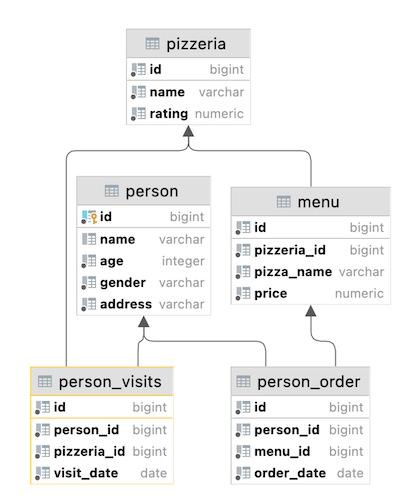 pizzeria
id bigint
name varchar
rating numeric
person
id bigint
name varchar
age integer
gender varchar
address varchar
menu
id bigint
pizzeria_id bigint
pizza_name varchar
price numeric
person_visits
id bigint
person_id bigint
pizzeria_id bigint
visit_date date
person_order
id bigint
person_id bigint
menu_id bigint
order_date date